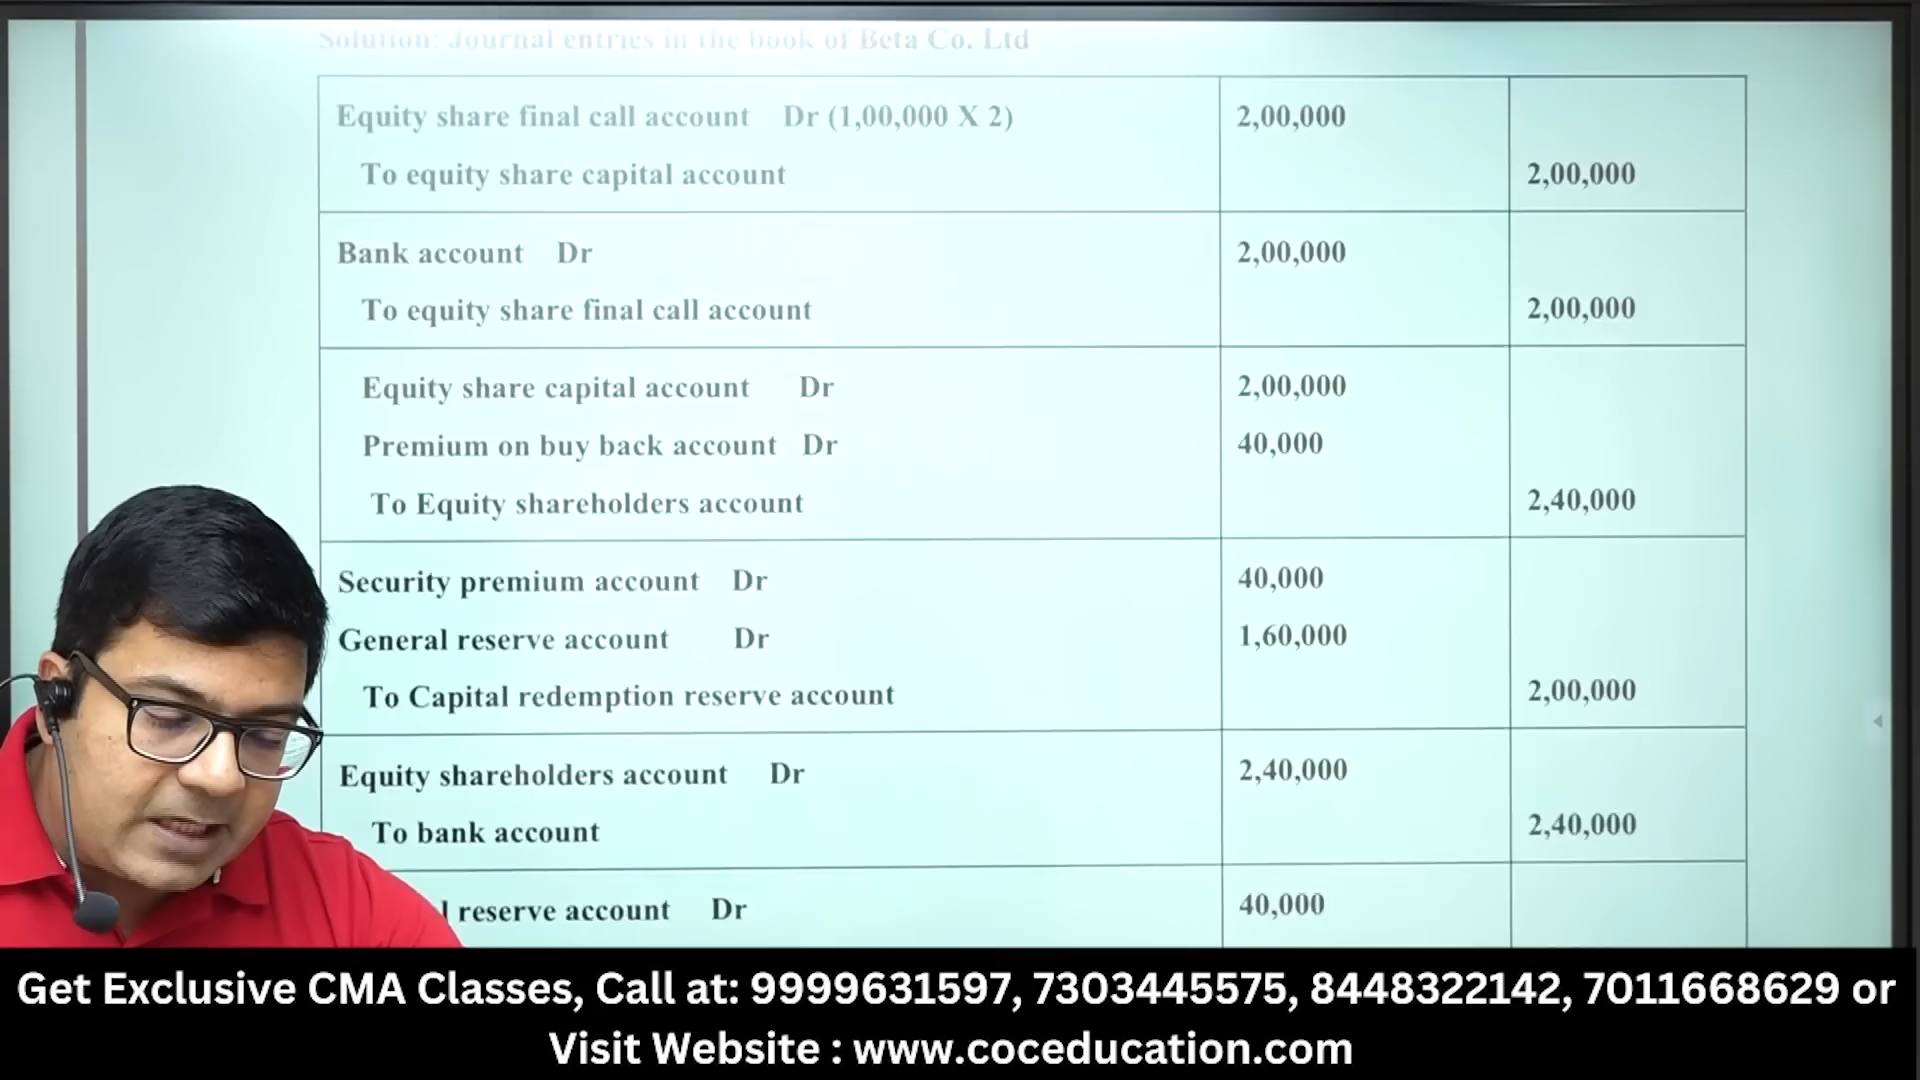 Solution: Journal entries in the book of Beta Co. Ltd
Equity share final call account Dr (1,00,000 X 2) 2,00,000
To equity share capital account 2,00,000
Bank account Dr 2,00,000
To equity share final call account 2,00,000
Equity share capital account Dr 2,00,000
Premium on buy back account Dr 40,000
To Equity shareholders account 2,40,000
Security premium account Dr 40,000
General reserve account Dr 1,60,000
To Capital redemption reserve account 2,00,000
Equity shareholders account Dr 2,40,000
To bank account 2,40,000
reserve account Dr 40,000
Get Exclusive CMA Classes, Call at: 9999631597, 7303445575, 8448322142, 7011668629 or
Visit Website : www.coceducation.com